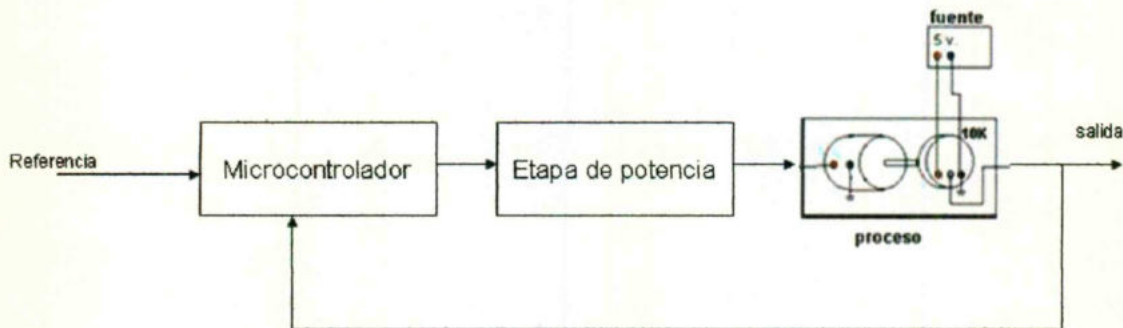 fuente
5 v.
10K
salida
Referencia
Microcontrolador
Etapa de potencia
proceso